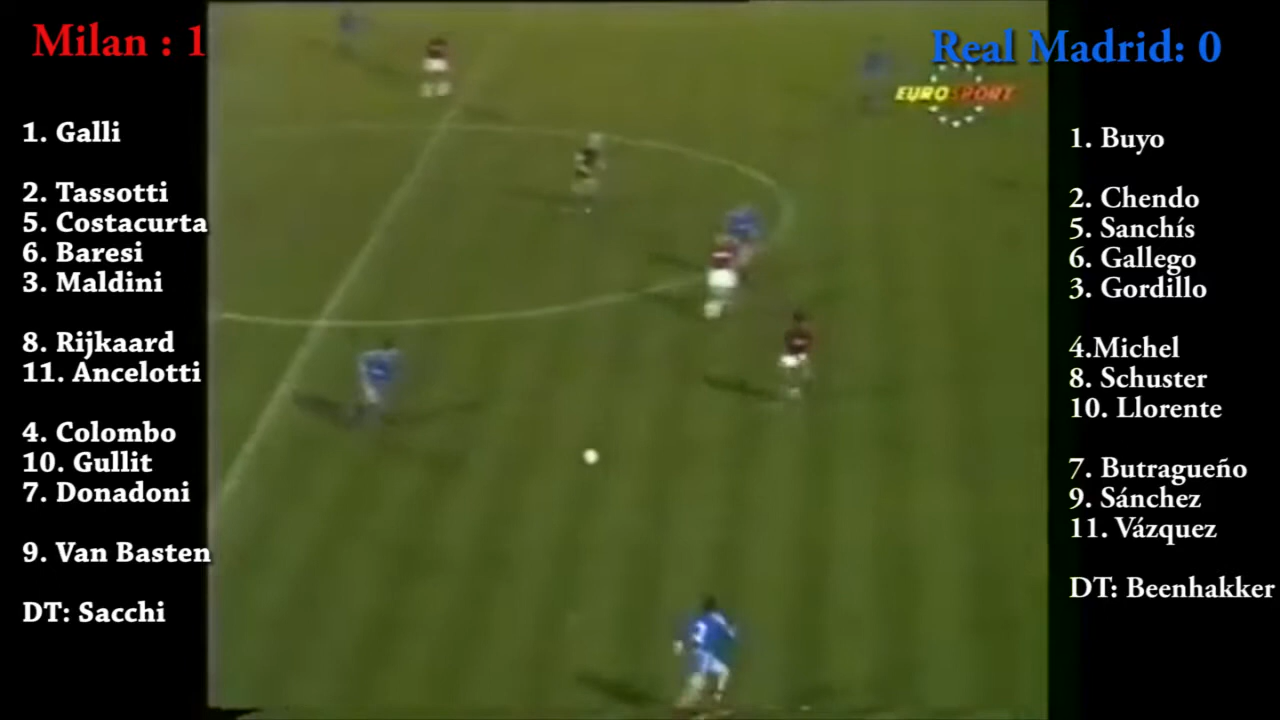 Milan : 1
1. Galli
2. Tassotti
5. Costacurta
6. Baresi
3. Maldini
8. Rijkaard
11. Ancelotti
4. Colombo
10. Gullit
7. Donadoni
9. Van Basten
DT: Sacchi
Real Madrid: 0
EUROSPORT
1. Buyo
2. Chendo
5. Sanchís
6. Gallego
3. Gordillo
4.Michel
8. Schuster
10. Llorente
7. Butragueño
9. Sánchez
11. Vázquez
DT: Beenhakker
3